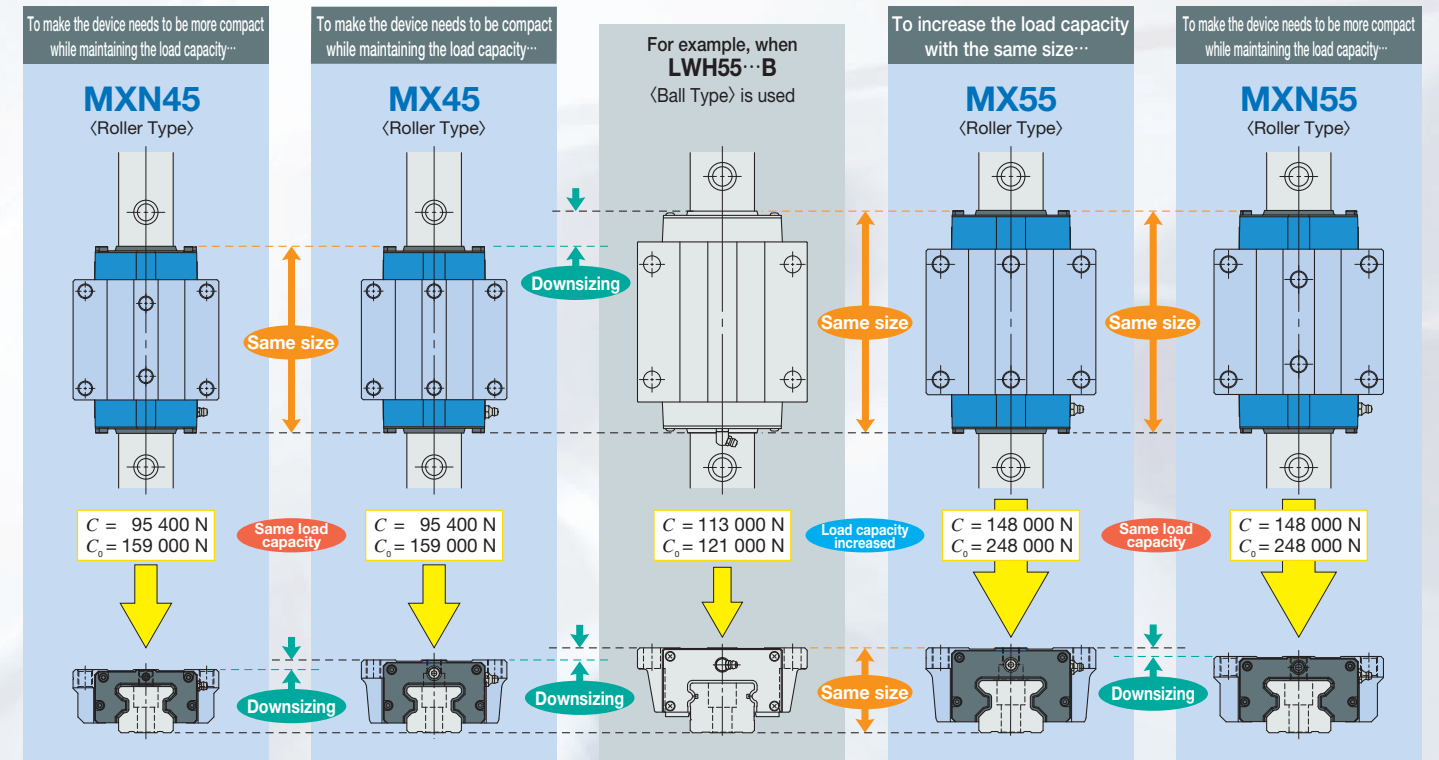 To make the device needs to be more compact
while maintaining the load capacity…
MXN45
〈Roller Type〉
To make the device needs to be compact
while maintaining the load capacity…
MX45
〈Roller Type〉
For example, when
LWH55…B
〈Ball Type〉 is used
To increase the load capacity
with the same size…
MX55
〈Roller Type〉
To make the device needs to be more compact
while maintaining the load capacity…
MXN55
〈Roller Type〉
Downsizing
Same size
Same size
Same size
C = 95 400 N
C₀ = 159 000 N
Same load
capacity
C = 95 400 N
C₀ = 159 000 N
C = 113 000 N
C₀ = 121 000 N
Load capacity
increased
C = 148 000 N
C₀ = 248 000 N
Same load
capacity
C = 148 000 N
C₀ = 248 000 N
Downsizing
Downsizing
Same size
Downsizing